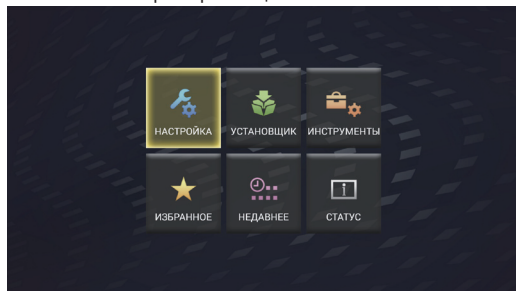 НАСТРОЙКА
УСТАНОВЩИК
ИНСТРУМЕНТЫ
ИЗБРАННОЕ
НЕДАВНЕЕ
СТАТУС